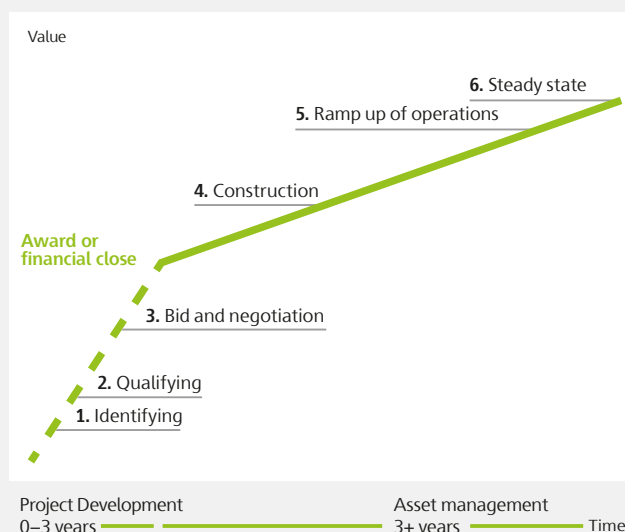 Value
6. Steady state
5. Ramp up of operations
4. Construction
Award or
financial close
3. Bid and negotiation
2. Qualifying
1. Identifying
Project Development
0–3 years
Asset management
3+ years
Time